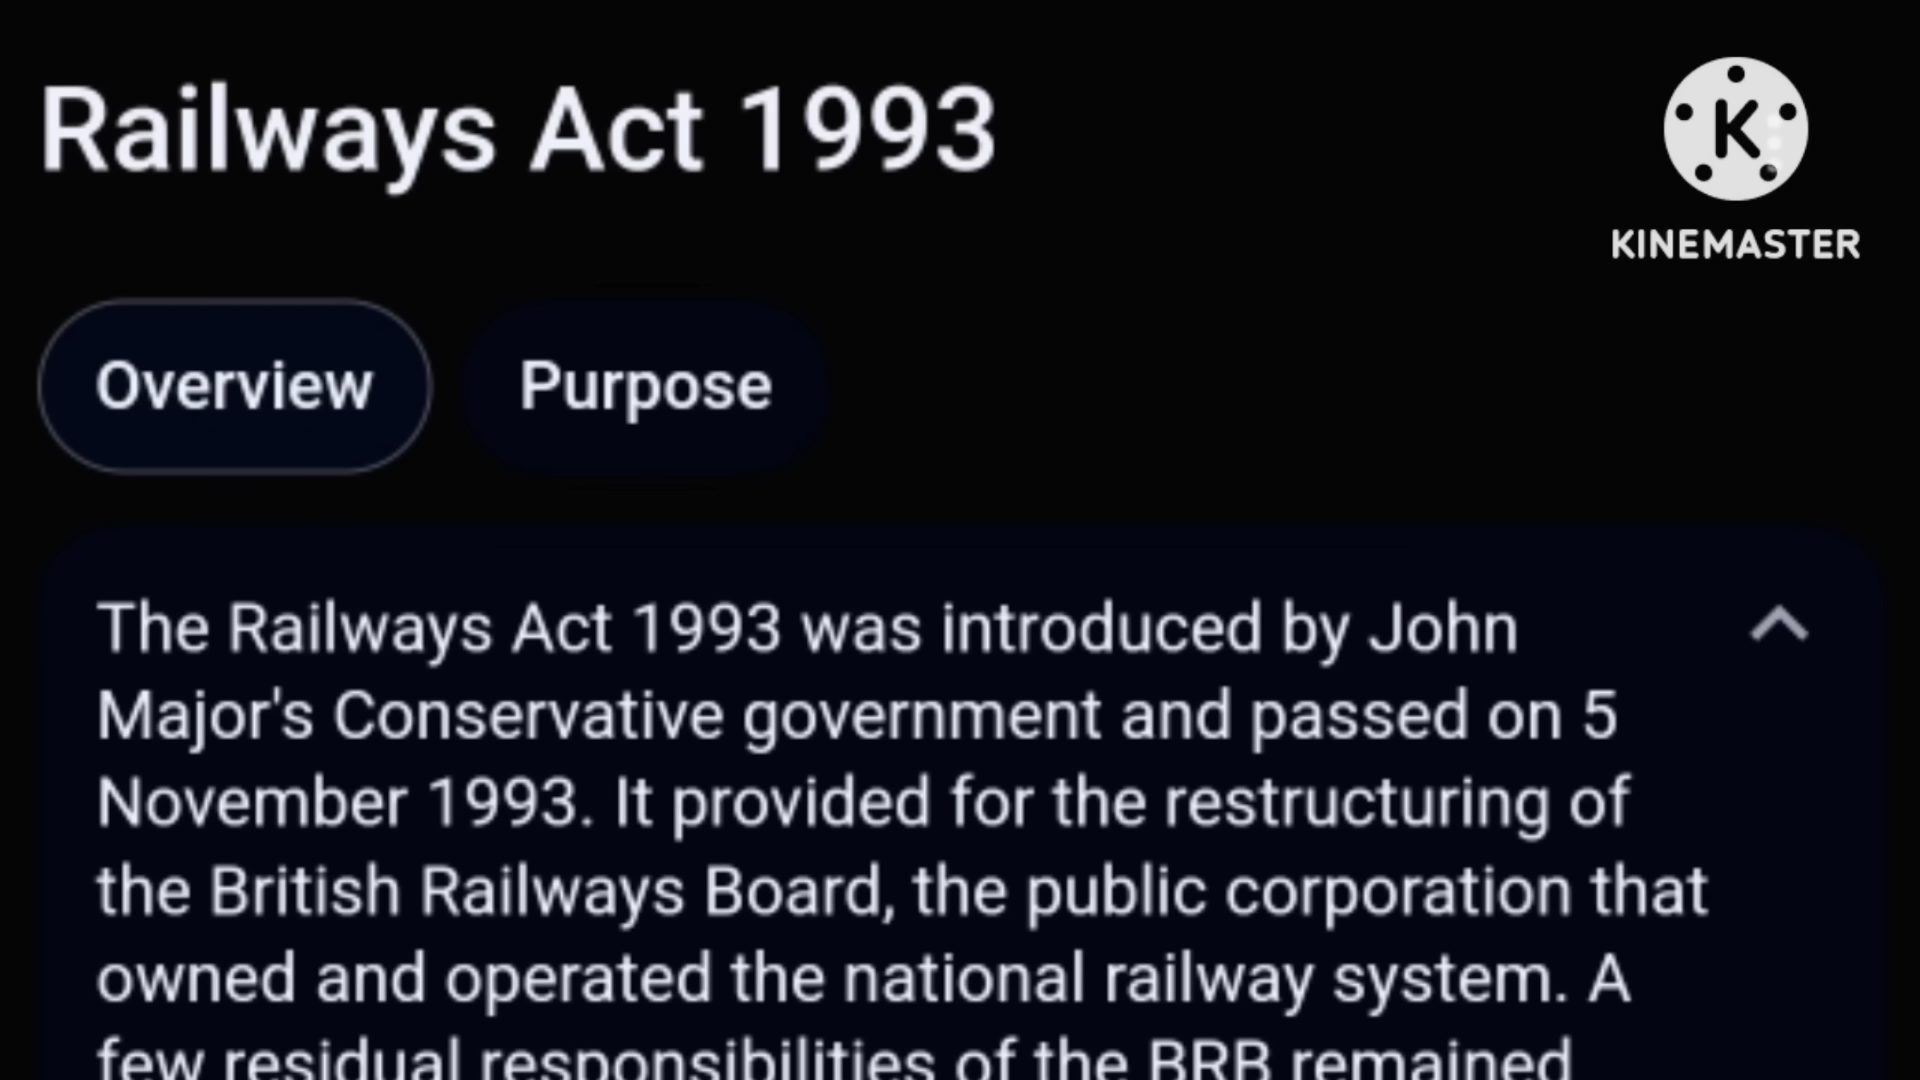 Railways Act 1993
K
KINEMASTER
Overview
Purpose
The Railways Act 1993 was introduced by John
Major's Conservative government and passed on 5
November 1993. It provided for the restructuring of
the British Railways Board, the public corporation that
owned and operated the national railway system. A
few residual responsibilities of the BRB remained